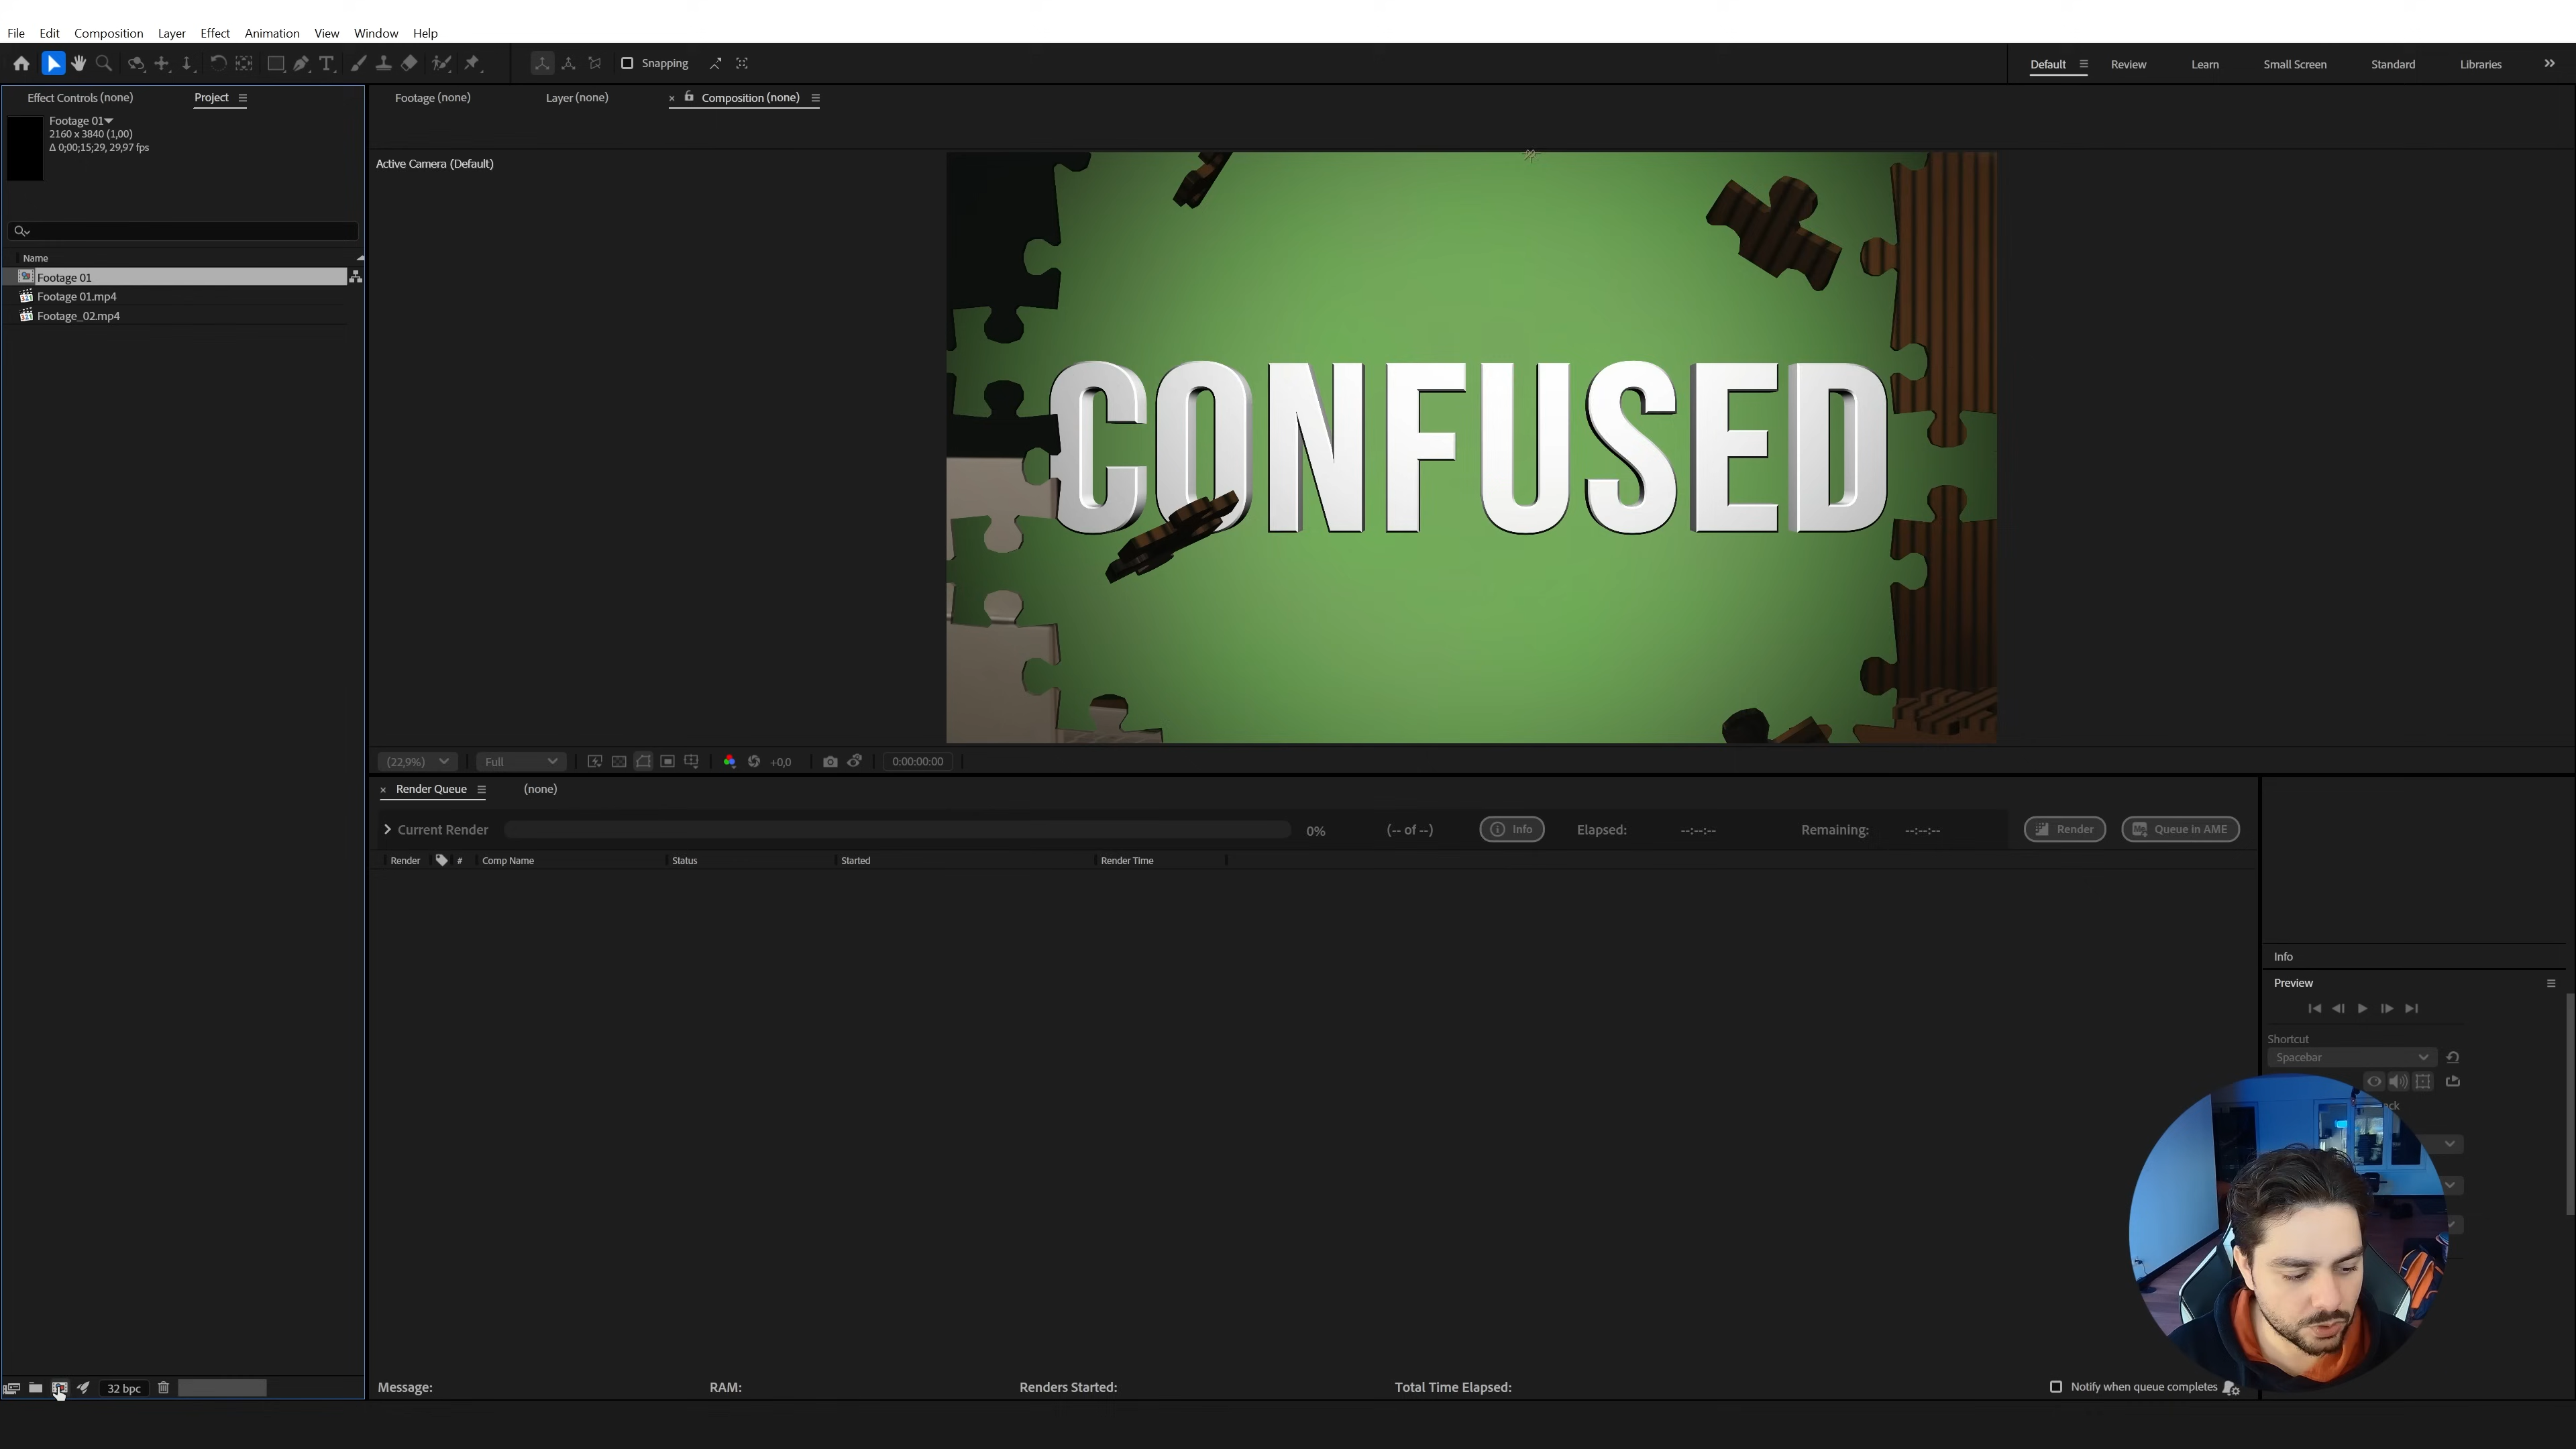 File Edit Composition Layer Effect Animation View Window Help
Snapping
Default Review Learn Small Screen Standard Libraries
Effect Controls (none) Project
Footage 01
2160 x 3840 (1,00)
Δ 0;00;15;29, 29,97 fps
Name
Footage 01
Footage 01.mp4
Footage_02.mp4
32 bpc
Footage (none) Layer (none) × Composition (none)
Active Camera (Default)
CONFUSED
(22,9%) Full +0,0 0:00:00:00
× Render Queue (none)
Current Render 0% (-- of --) Info Elapsed: --:--:-- Remaining: --:--:-- Render Queue in AME
Render # Comp Name Status Started Render Time
Message: RAM: Renders Started: Total Time Elapsed: Notify when queue completes
Info
Preview
Shortcut
Spacebar